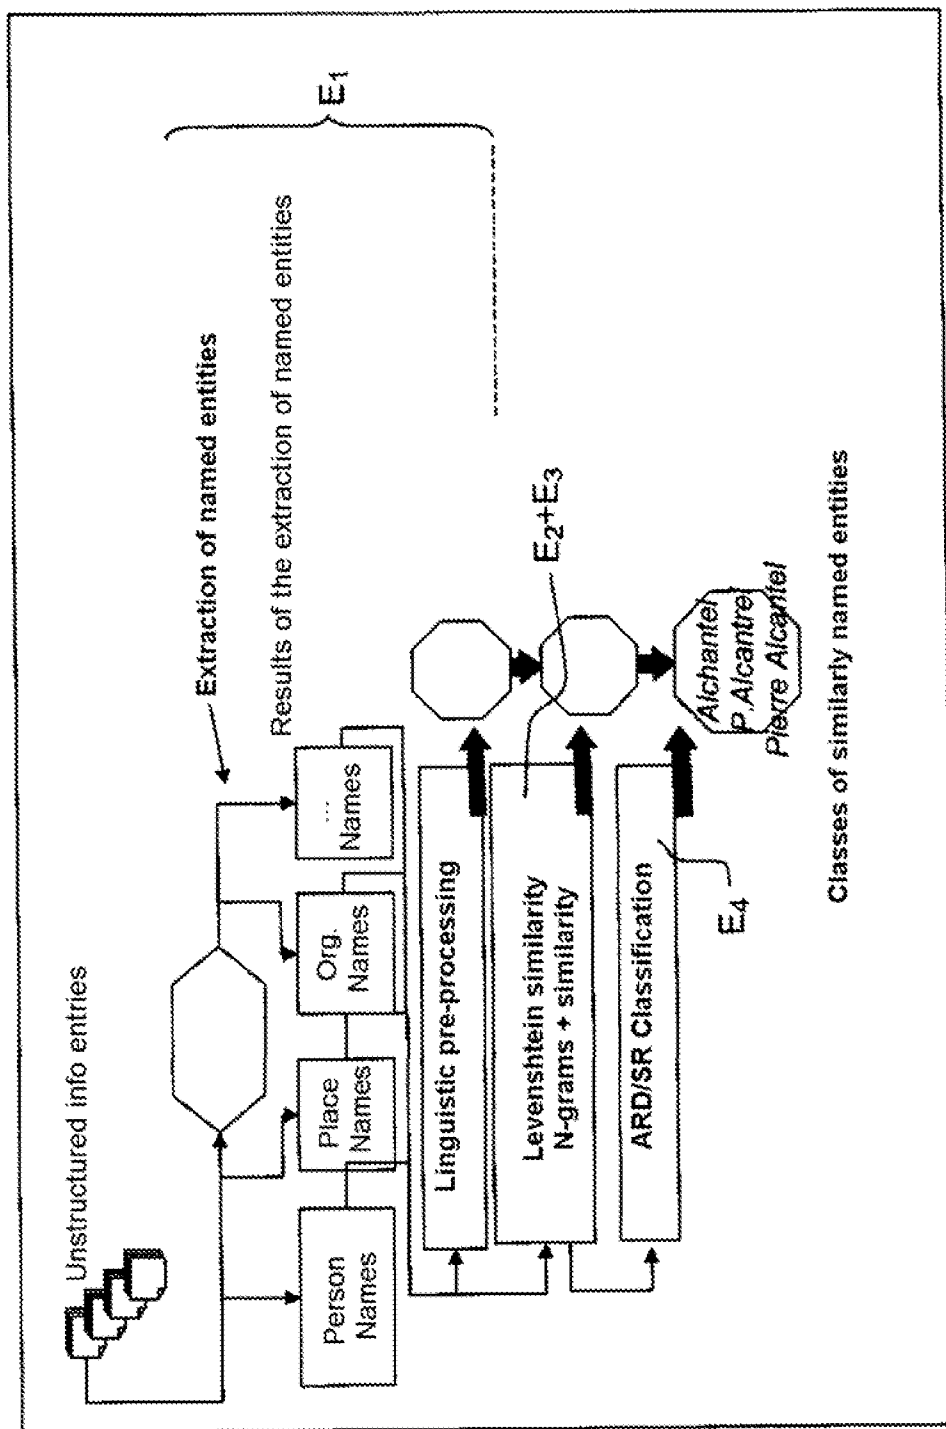 Unstructured info entries
Extraction of named entities
Results of the extraction of named entities
E1
Person
Names
Place
Names
Org.
Names
...
Names
Linguistic pre-processing
Levenshtein similarity
N-grams + similarity
E2+E3
ARD/SR Classification
E4
Alchantel
P.Alcantrel
Pierre Alcantel
Classes of similarly named entities